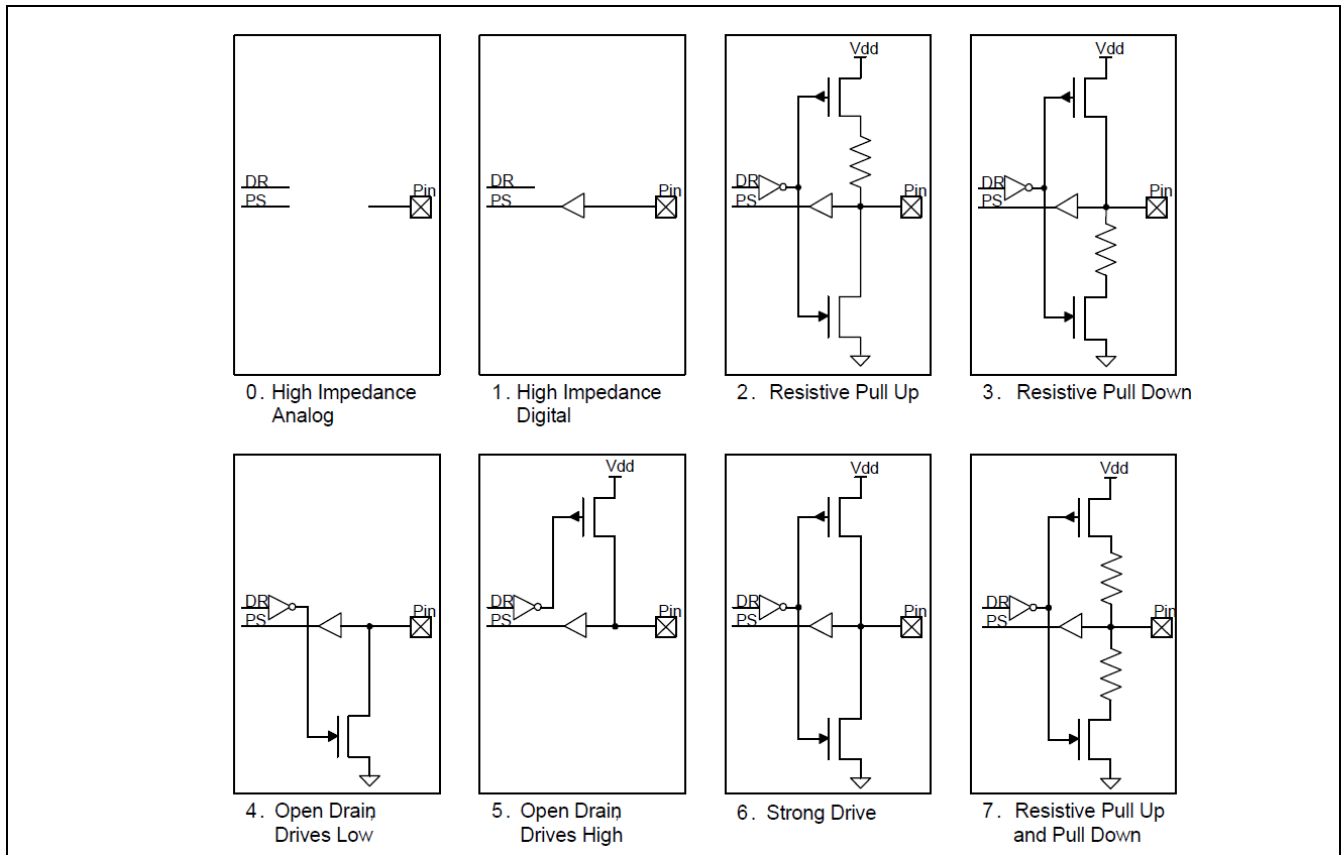 Vdd
Vdd
DR
PS
Pin
DR
PS
Pin
DR
PS
Pin
DR
PS
Pin
0. High Impedance
Analog
1. High Impedance
Digital
2. Resistive Pull Up
3. Resistive Pull Down
Vdd
Vdd
Vdd
DR
PS
Pin
DR
PS
Pin
DR
PS
Pin
DR
PS
Pin
4. Open Drain,
Drives Low
5. Open Drain,
Drives High
6. Strong Drive
7. Resistive Pull Up
and Pull Down